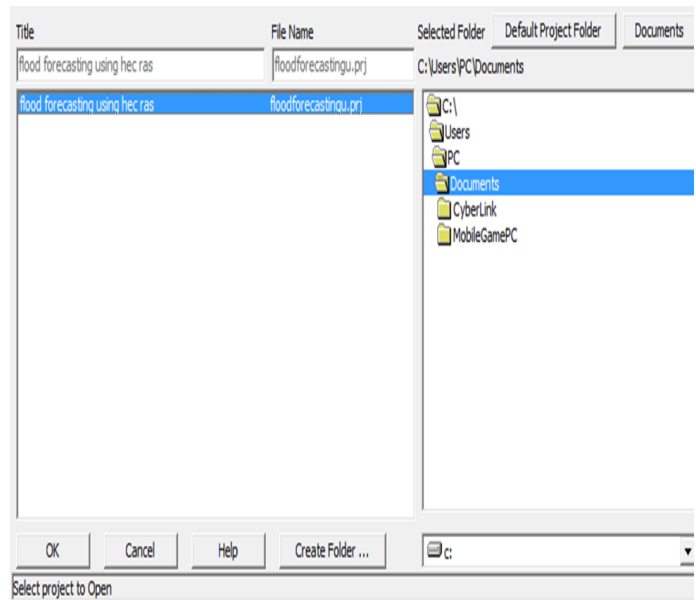 Title File Name Selected Folder Default Project Folder Documents
flood forecasting using hec ras floodforecastingu.prj C:\Users\PC\Documents
flood forecasting using hec ras floodforecastingu.prj
C:\
Users
PC
Documents
CyberLink
MobileGamePC
OK Cancel Help Create Folder ... c:
Select project to Open